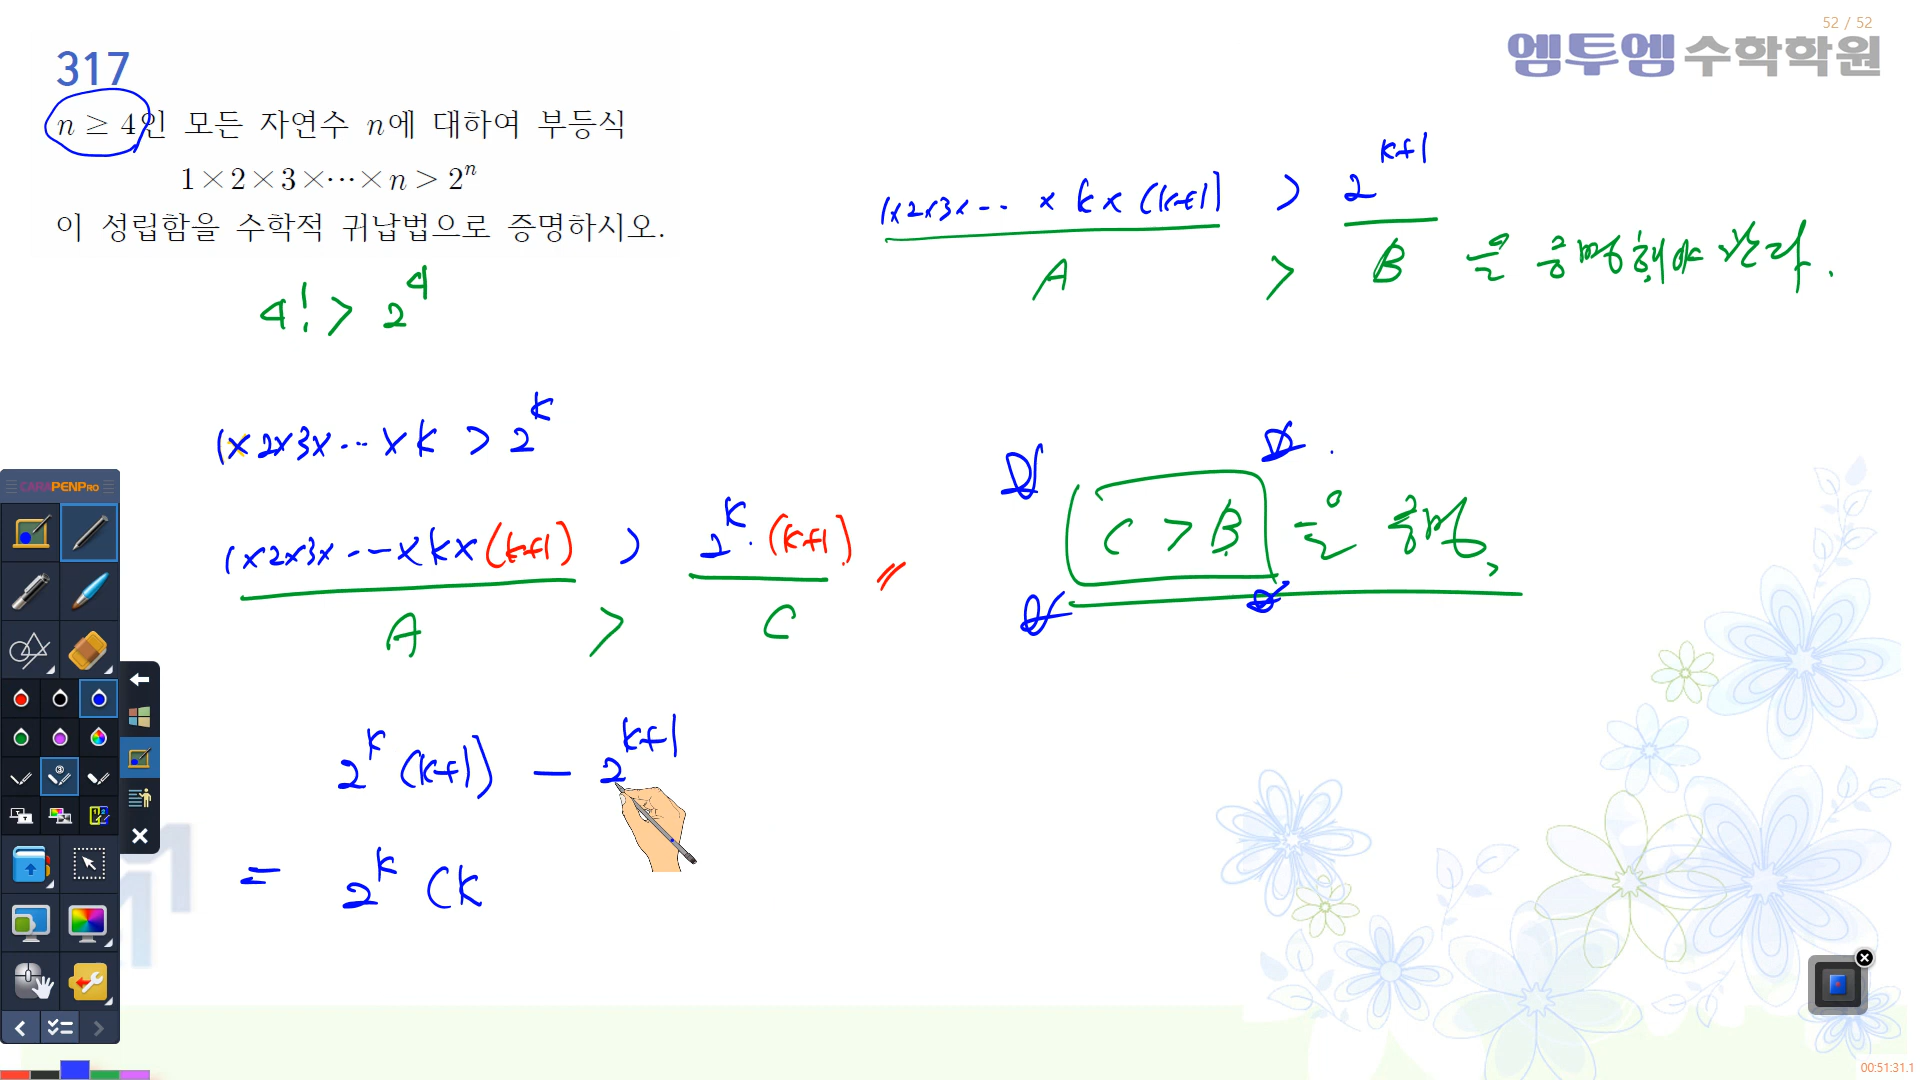 52 / 52
엠투엠 수학학원
317
n ≥ 4인 모든 자연수 n에 대하여 부등식
1×2×3×⋯×n > 2ⁿ
이 성립함을 수학적 귀납법으로 증명하시오.
4! > 2⁴
1×2×3×⋯×k×(k+1) > 2^(k+1)
A > B 을 증명해야 한다.
1×2×3×⋯×k > 2^k
1×2×3×⋯×k×(k+1) > 2^k·(k+1)
A > C
C > B 을 증명
2^k (k+1) − 2^(k+1)
= 2^k (k
CARAPENPRO
00:51:31.1